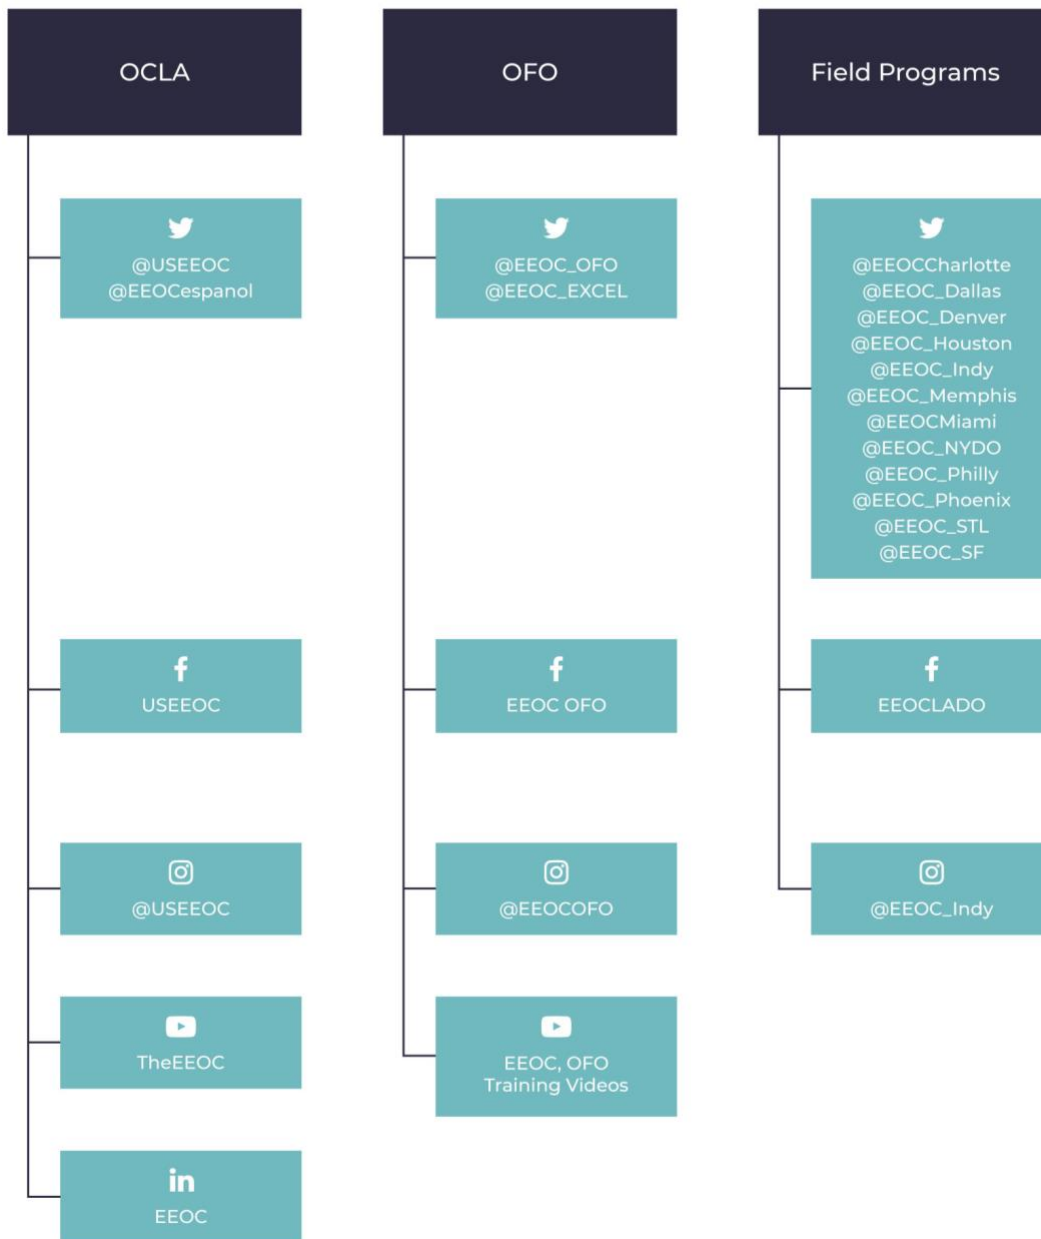 OCLA
@USEEOC
@EEOCespanol
USEEOC
@USEEOC
TheEEOC
in
EEOC
OFO
@EEOC_OFO
@EEOC_EXCEL
EEOC OFO
@EEOCOFO
EEOC, OFO
Training Videos
Field Programs
@EEOCCharlotte
@EEOC_Dallas
@EEOC_Denver
@EEOC_Houston
@EEOC_Indy
@EEOC_Memphis
@EEOCMiami
@EEOC_NYDO
@EEOC_Philly
@EEOC_Phoenix
@EEOC_STL
@EEOC_SF
EEOCLADO
@EEOC_Indy